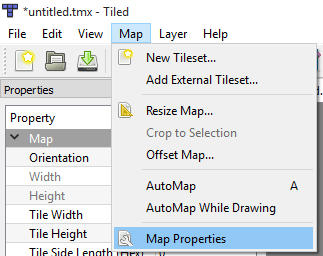 *untitled.tmx - Tiled
File Edit View Map Layer Help
New Tileset...
Add External Tileset...
Resize Map...
Crop to Selection
Offset Map...
AutoMap A
AutoMap While Drawing
Map Properties
Properties
Property
Map
Orientation
Width
Height
Tile Width
Tile Height
Tile Side Length (Hex)